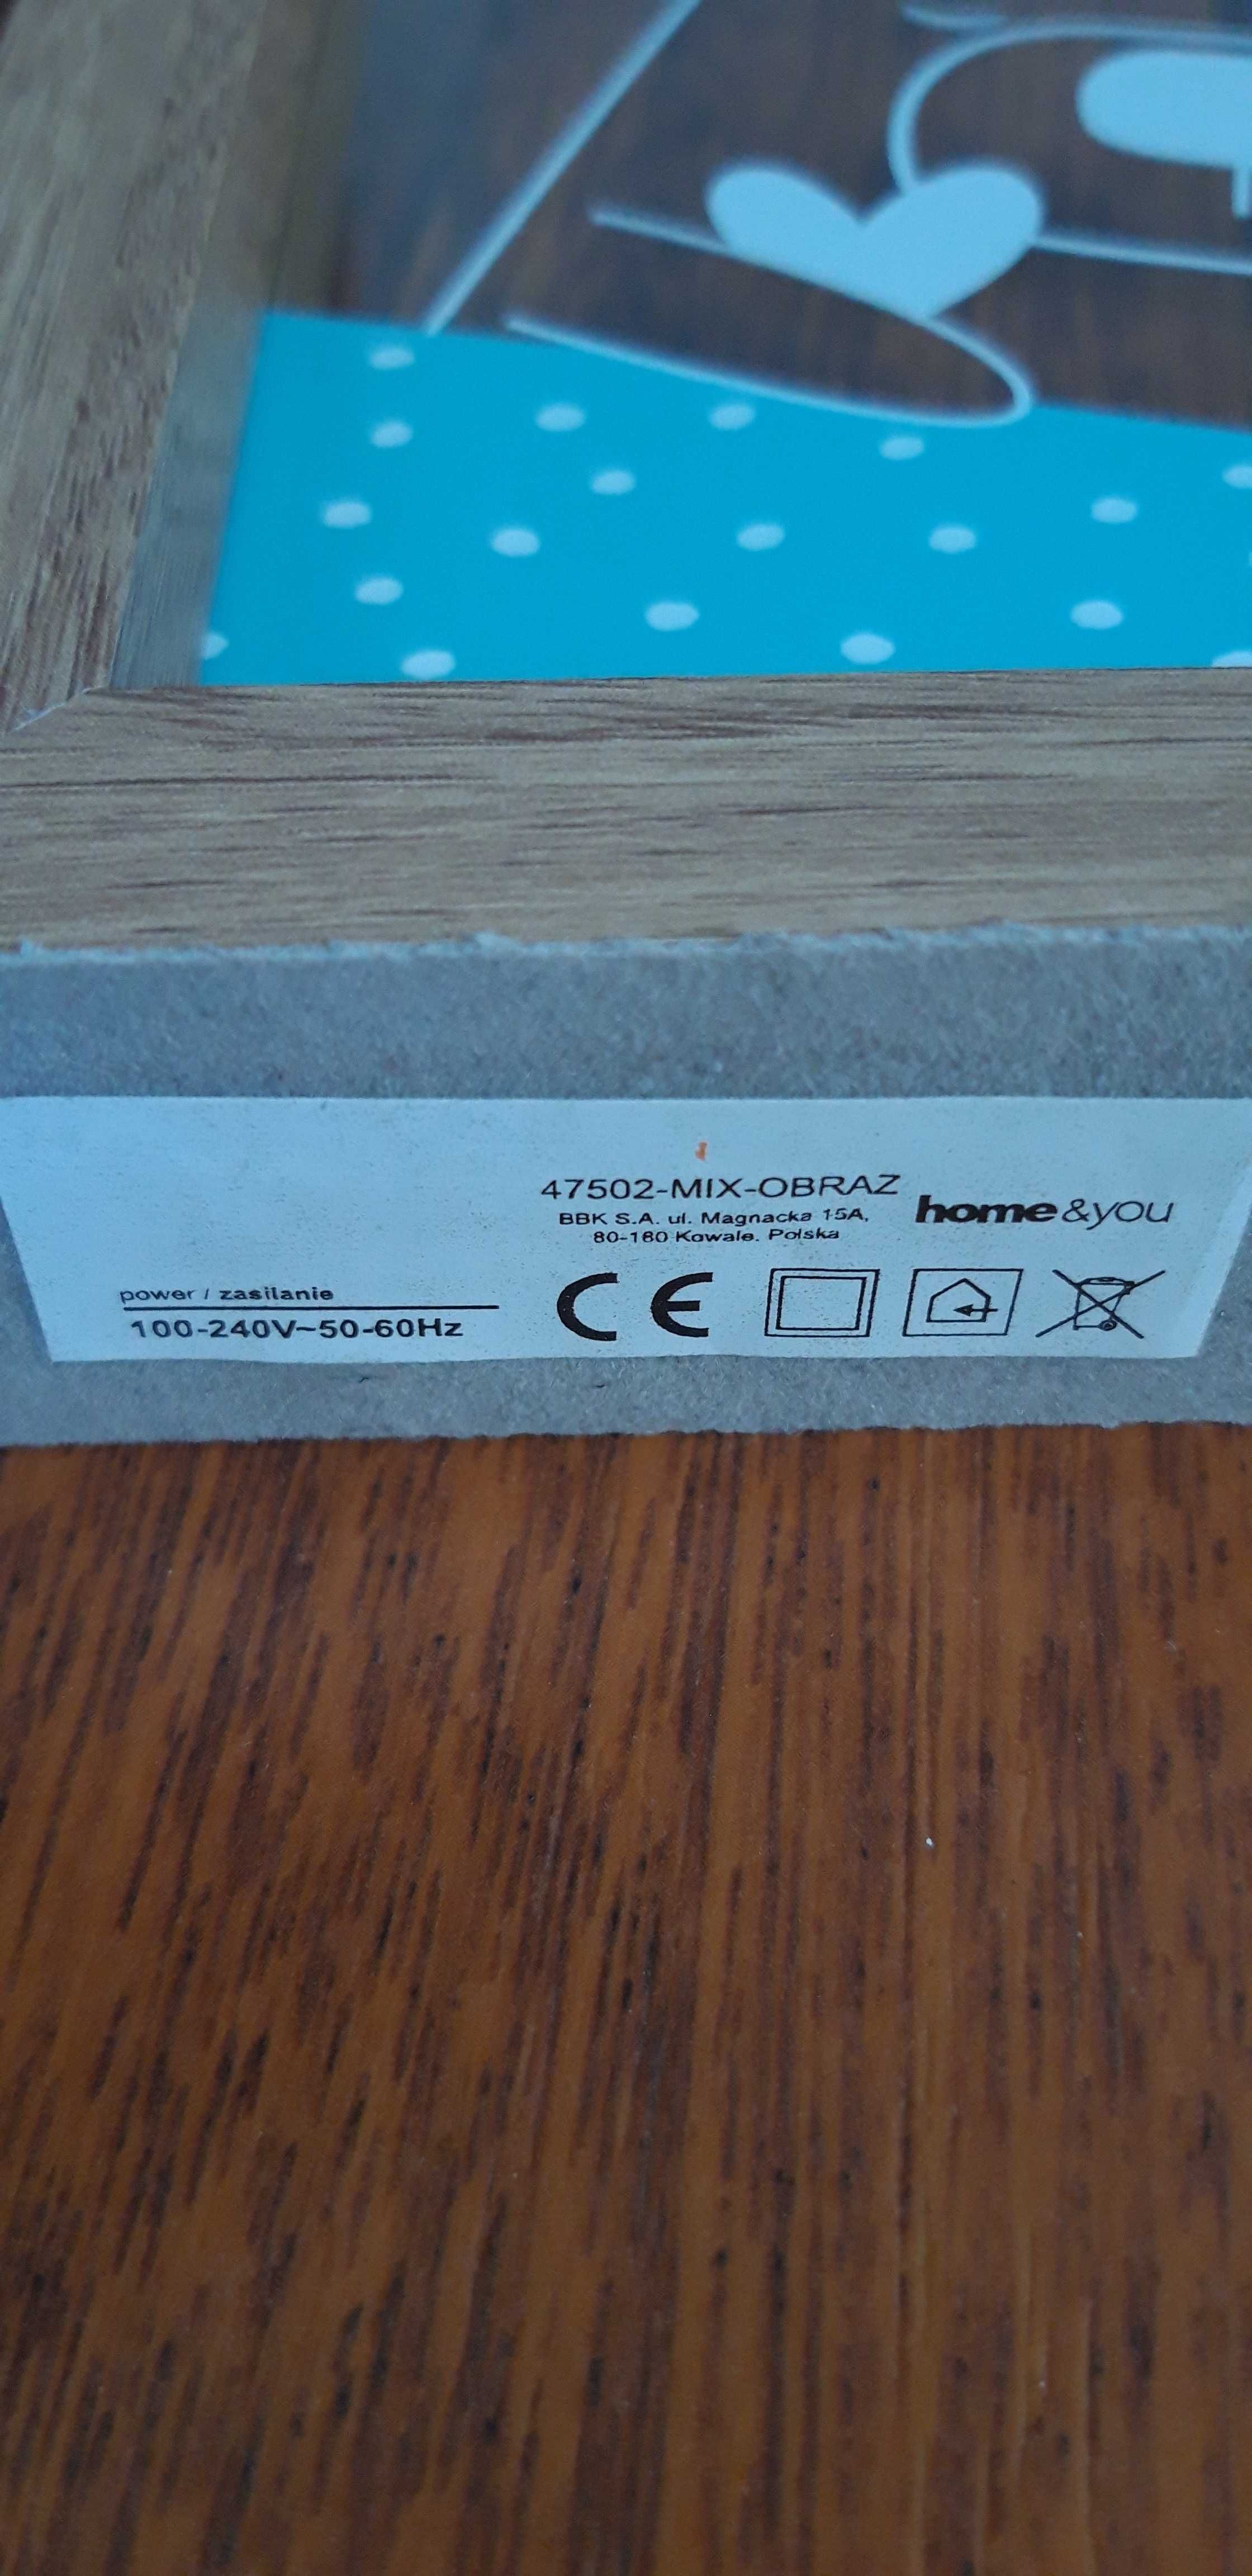 47502-MIX-OBRAZ
BBK S.A. ul. Magnacka 15A,
80-180 Kowale. Polska
home&you
power / zasilanie
100-240V~50-60Hz
CE